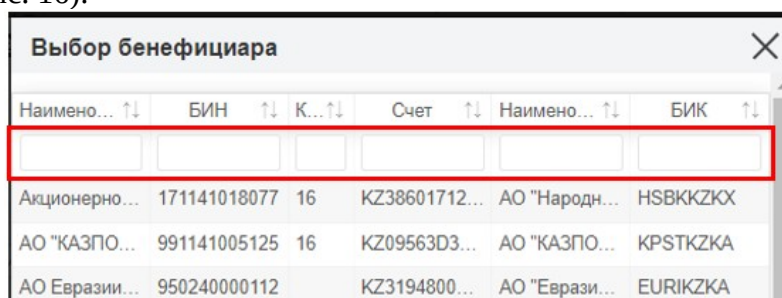 с. 16).
Выбор бенефициара
Наимено... БИН К... Счет Наимено... БИК
Акционерно... 171141018077 16 KZ38601712... АО "Народн... HSBKKZKX
АО "КАЗПО... 991141005125 16 KZ09563D3... АО "КАЗПО... KPSTKZKA
АО Евразии... 950240000112 KZ3194800... АО "Еврази... EURIKZKA